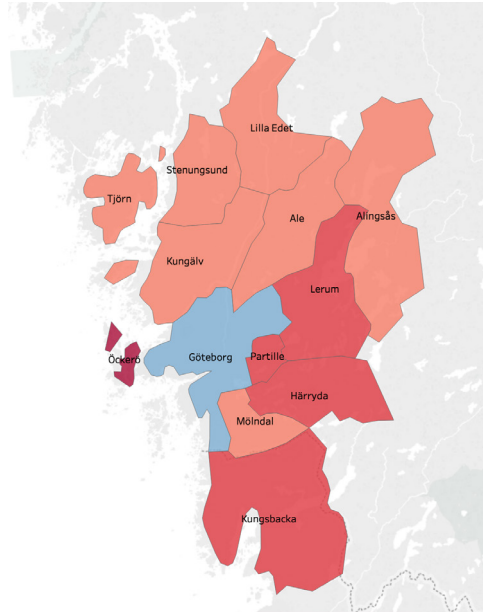 Lilla Edet
Stenungsund
Tjörn
Ale
Alingsås
Kungälv
Lerum
Öckerö
Göteborg
Partille
Härryda
Mölndal
Kungsbacka